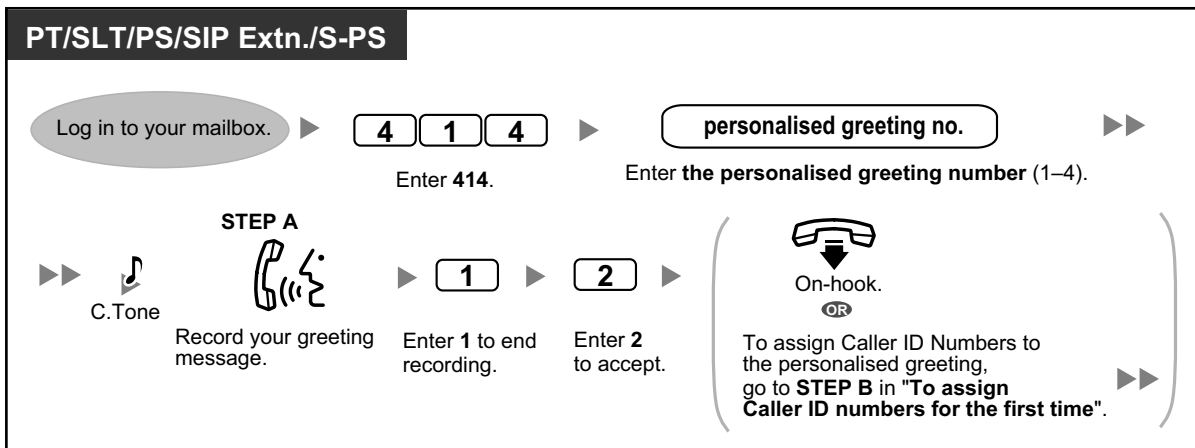 PT/SLT/PS/SIP Extn./S-PS
Log in to your mailbox.
4 1 4
personalised greeting no.
Enter 414.
Enter the personalised greeting number (1–4).
STEP A
C.Tone
Record your greeting
message.
1
Enter 1 to end
recording.
2
Enter 2
to accept.
On-hook.
OR
To assign Caller ID Numbers to
the personalised greeting,
go to STEP B in "To assign
Caller ID numbers for the first time".